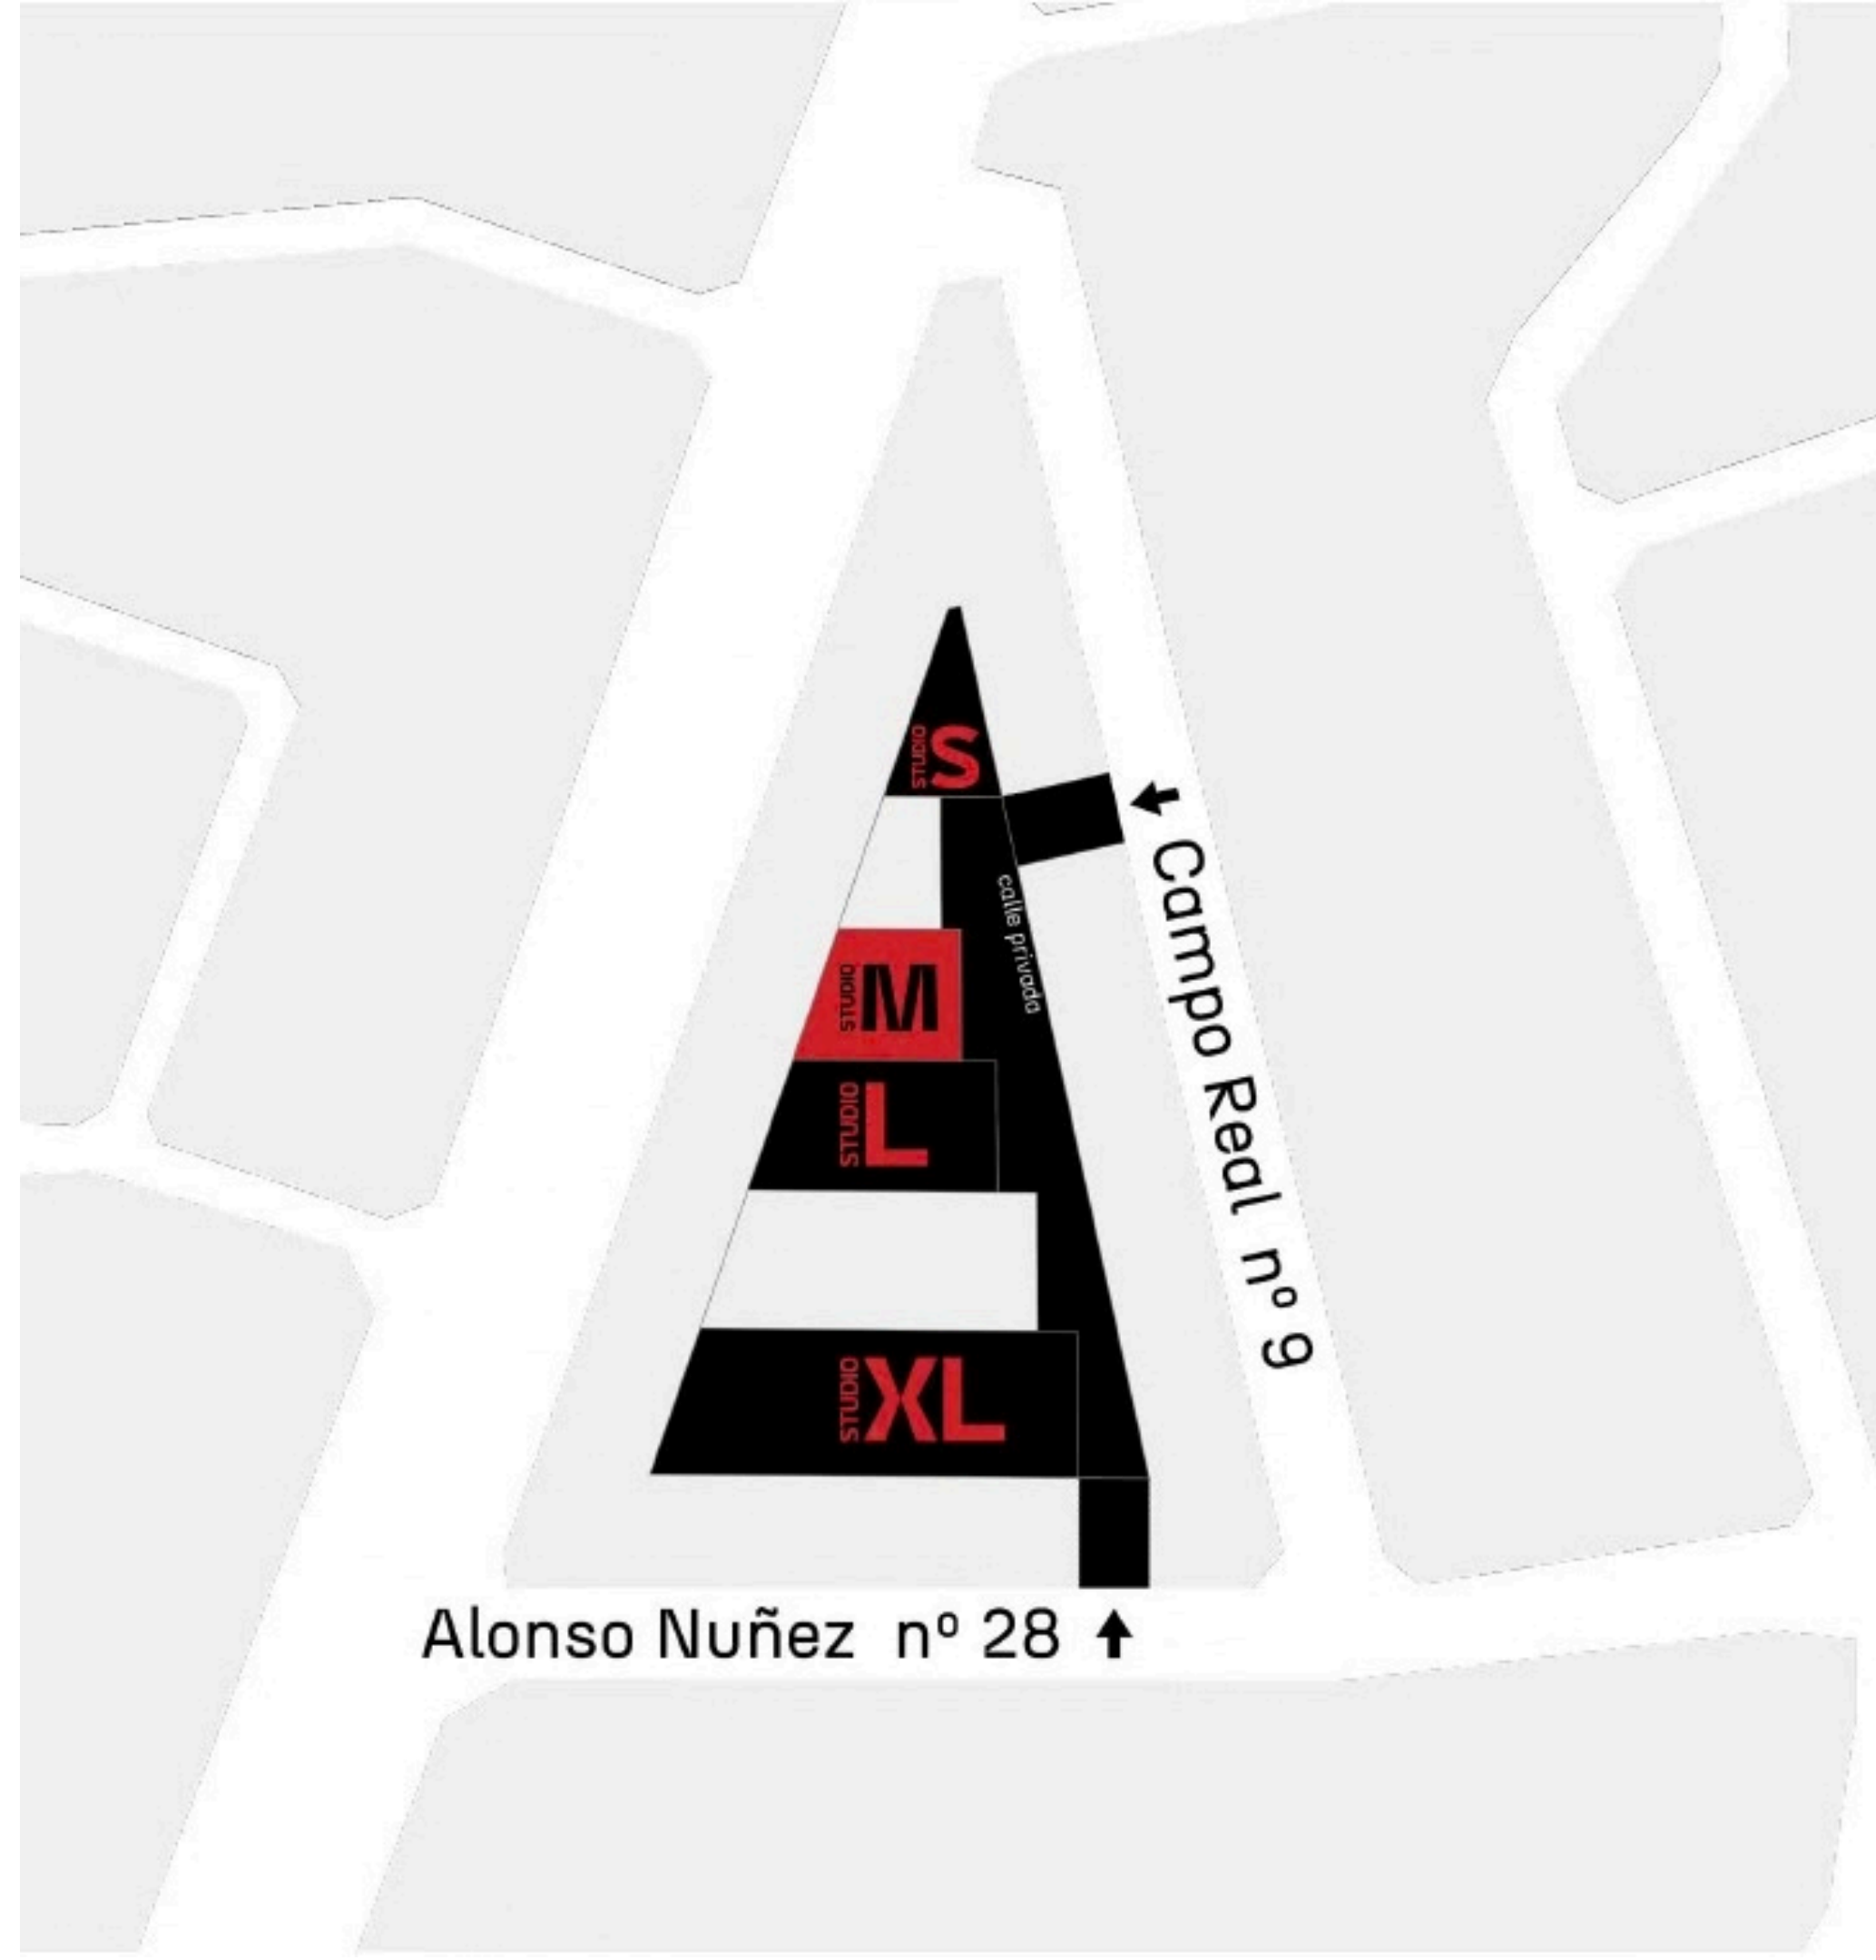 STUDIO S
calle privada
Campo Real nº 9
STUDIO M
STUDIO L
STUDIO XL
Alonso Nuñez nº 28